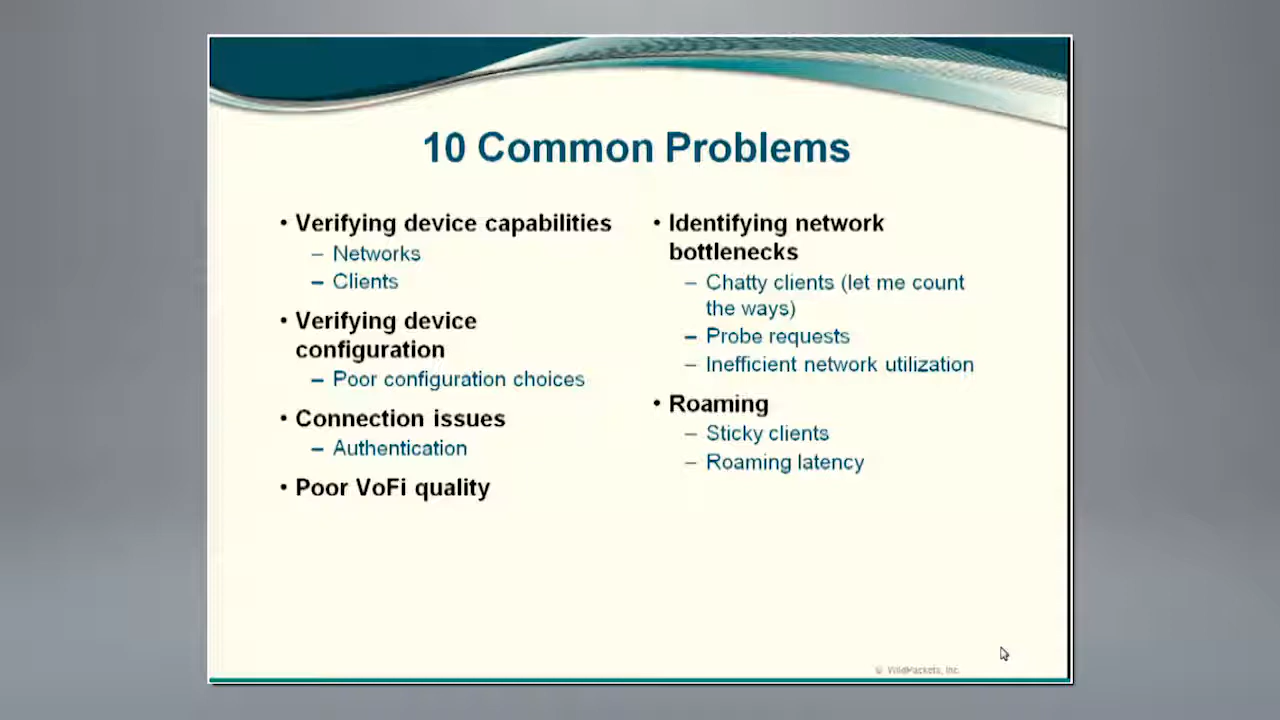 10 Common Problems
• Verifying device capabilities
– Networks
– Clients
• Verifying device
configuration
– Poor configuration choices
• Connection issues
– Authentication
• Poor VoFi quality
• Identifying network
bottlenecks
– Chatty clients (let me count
the ways)
– Probe requests
– Inefficient network utilization
• Roaming
– Sticky clients
– Roaming latency
© WildPackets, Inc.